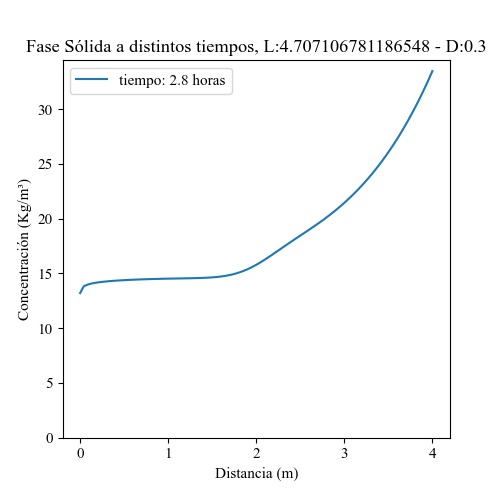 Fase Sólida a distintos tiempos, L:4.707106781186548 - D:0.3
tiempo: 2.8 horas
Concentración (Kg/m³)
30
25
20
15
10
5
0
0 1 2 3 4
Distancia (m)